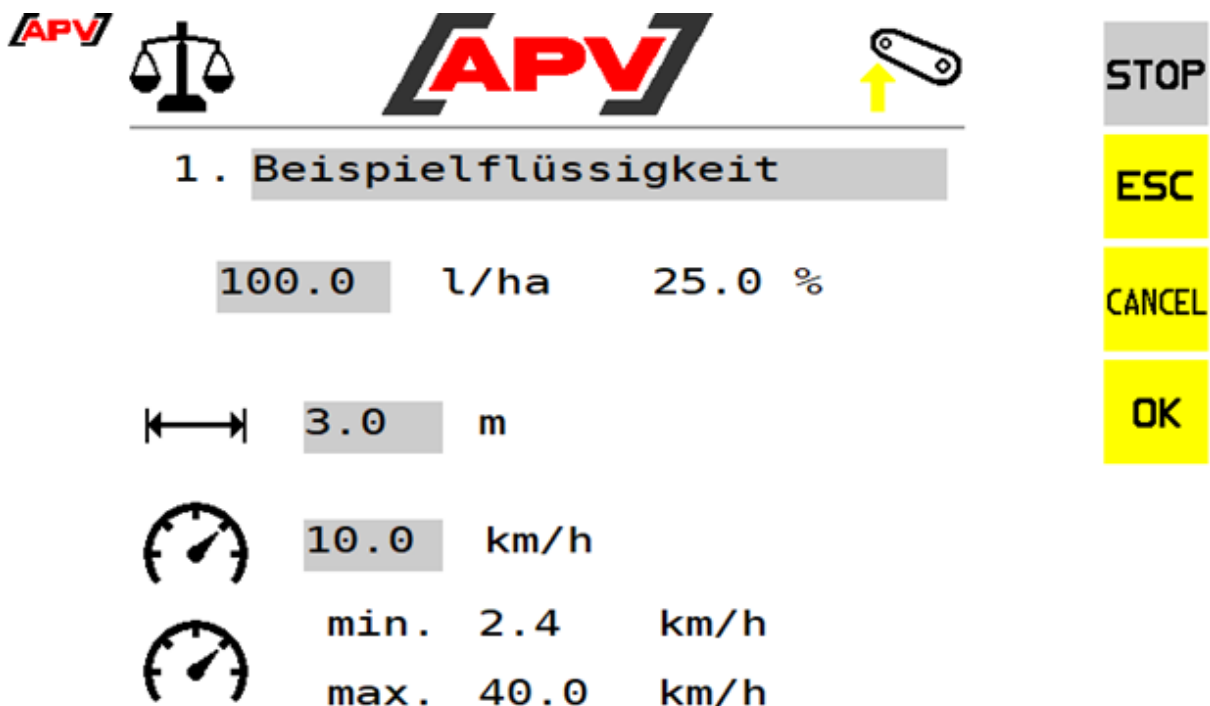 APV
APV
STOP
1. Beispielflüssigkeit
ESC
100.0 l/ha 25.0 %
CANCEL
3.0 m
OK
10.0 km/h
min. 2.4 km/h
max. 40.0 km/h